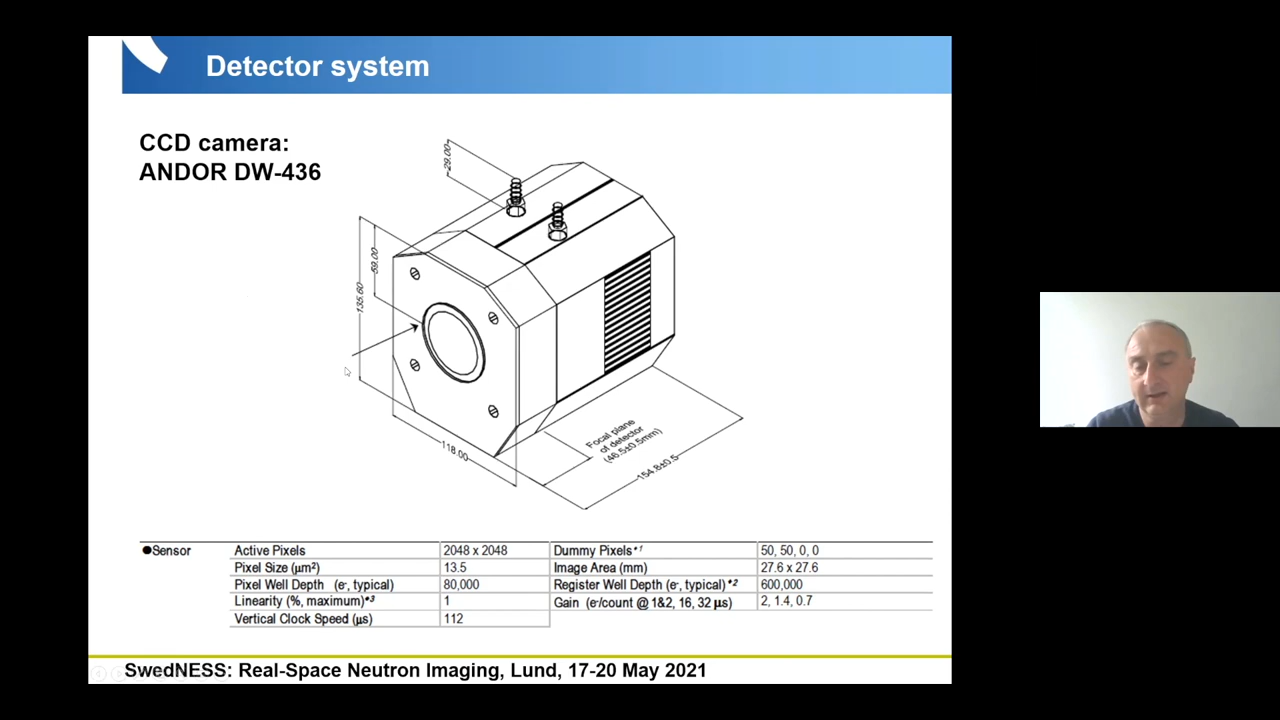 Detector system
CCD camera:
ANDOR DW-436
29.00
59.00
135.60
118.00
Focal plane
of detector
(46.5±0.5mm)
154.8±0.5
●Sensor
Active Pixels 2048 x 2048 Dummy Pixels*1 50, 50, 0, 0
Pixel Size (µm²) 13.5 Image Area (mm) 27.6 x 27.6
Pixel Well Depth (e-, typical) 80,000 Register Well Depth (e-, typical)*2 600,000
Linearity (%, maximum)*3 1 Gain (e-/count @ 1&2, 16, 32 µs) 2, 1.4, 0.7
Vertical Clock Speed (µs) 112
SwedNESS: Real-Space Neutron Imaging, Lund, 17-20 May 2021